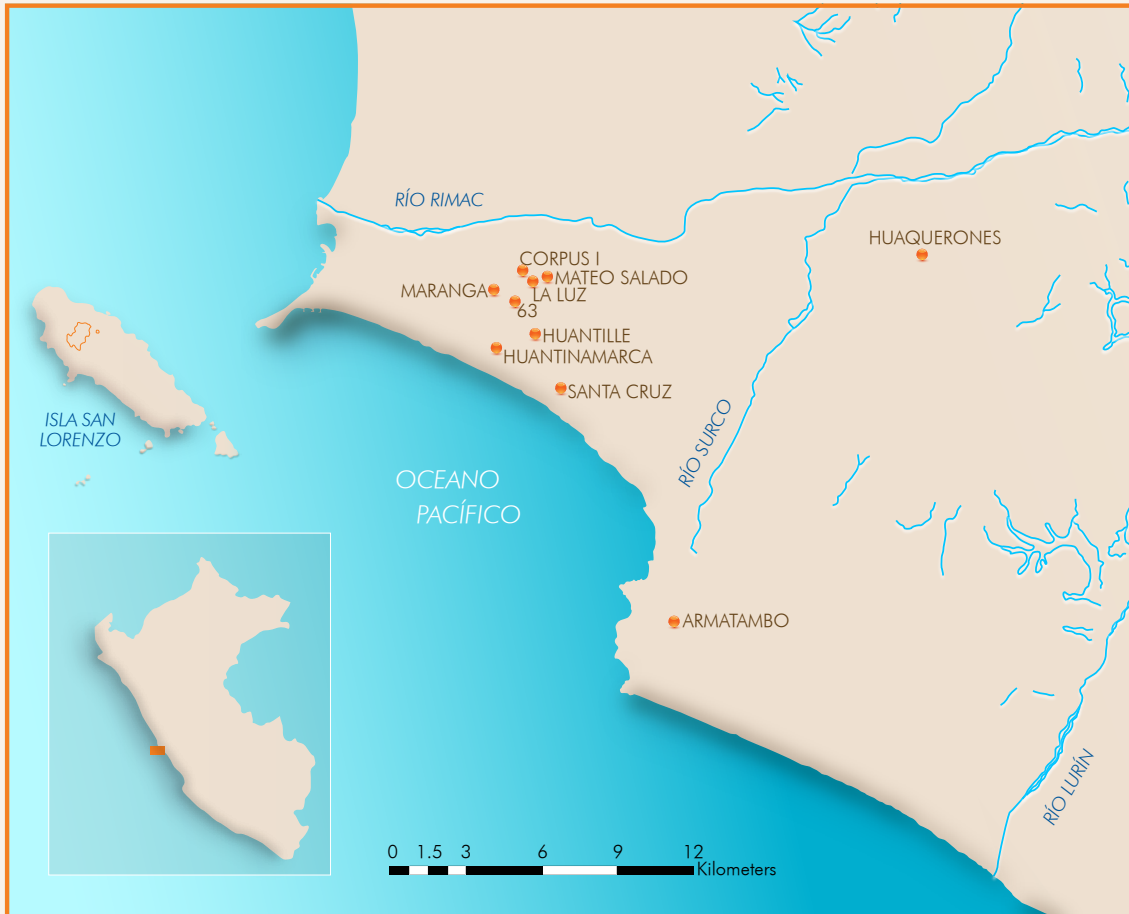 RÍO RIMAC
HUAQUERONES
CORPUS I
MATEO SALADO
MARANGA
LA LUZ
63
HUANTILLE
HUANTINAMARCA
SANTA CRUZ
ISLA SAN
LORENZO
RÍO SURCO
OCEANO
PACÍFICO
ARMATAMBO
RÍO LURÍN
0 1.5 3 6 9 12
Kilometers